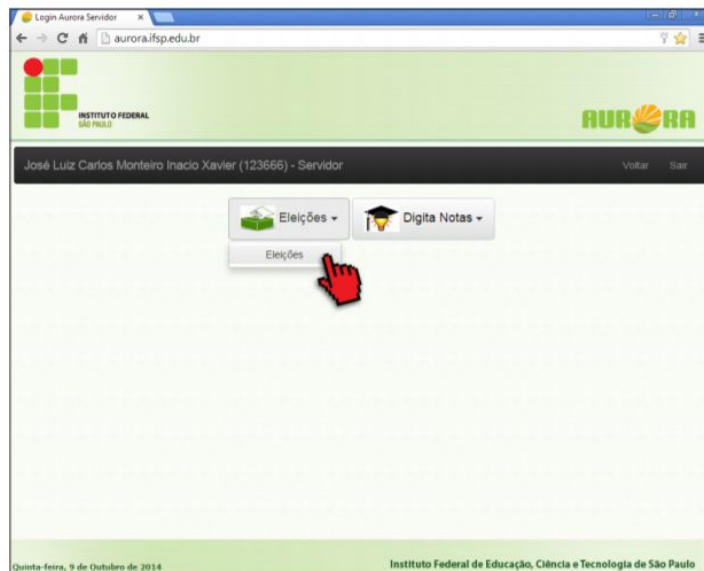 Login Aurora Servidor
aurora.ifsp.edu.br
INSTITUTO FEDERAL
SÃO PAULO
AURORA
José Luiz Carlos Monteiro Inacio Xavier (123666) - Servidor
Voltar Sair
Eleições Digita Notas
Eleições
Quinta-feira, 9 de Outubro de 2014
Instituto Federal de Educação, Ciência e Tecnologia de São Paulo